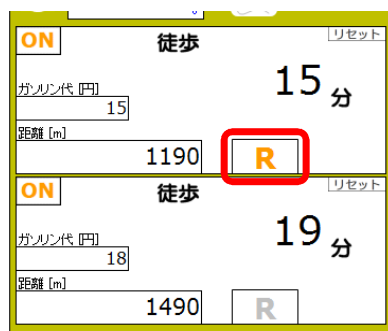 ON 徒歩 リセット
15 分
ガソリン代 [円]
15
距離 [m]
1190 R
ON 徒歩 リセット
19 分
ガソリン代 [円]
18
距離 [m]
1490 R